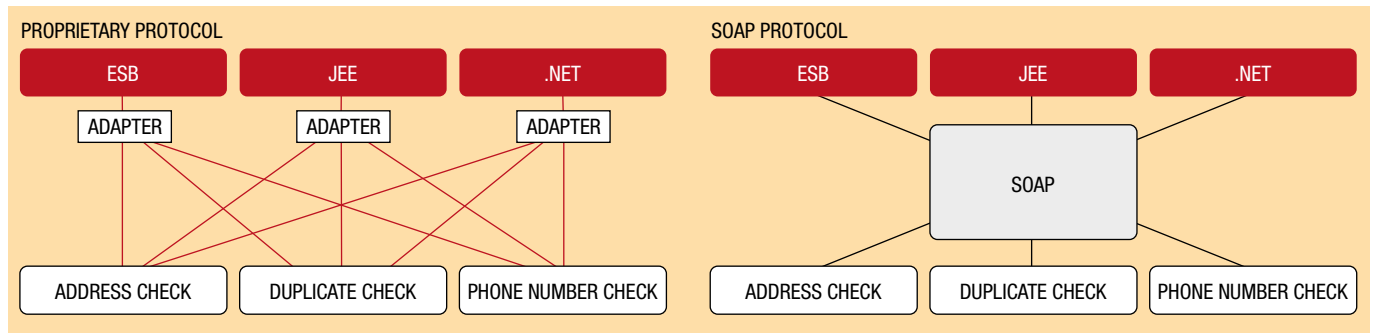 PROPRIETARY PROTOCOL
ESB
JEE
.NET
ADAPTER
ADAPTER
ADAPTER
ADDRESS CHECK
DUPLICATE CHECK
PHONE NUMBER CHECK
SOAP PROTOCOL
ESB
JEE
.NET
SOAP
ADDRESS CHECK
DUPLICATE CHECK
PHONE NUMBER CHECK